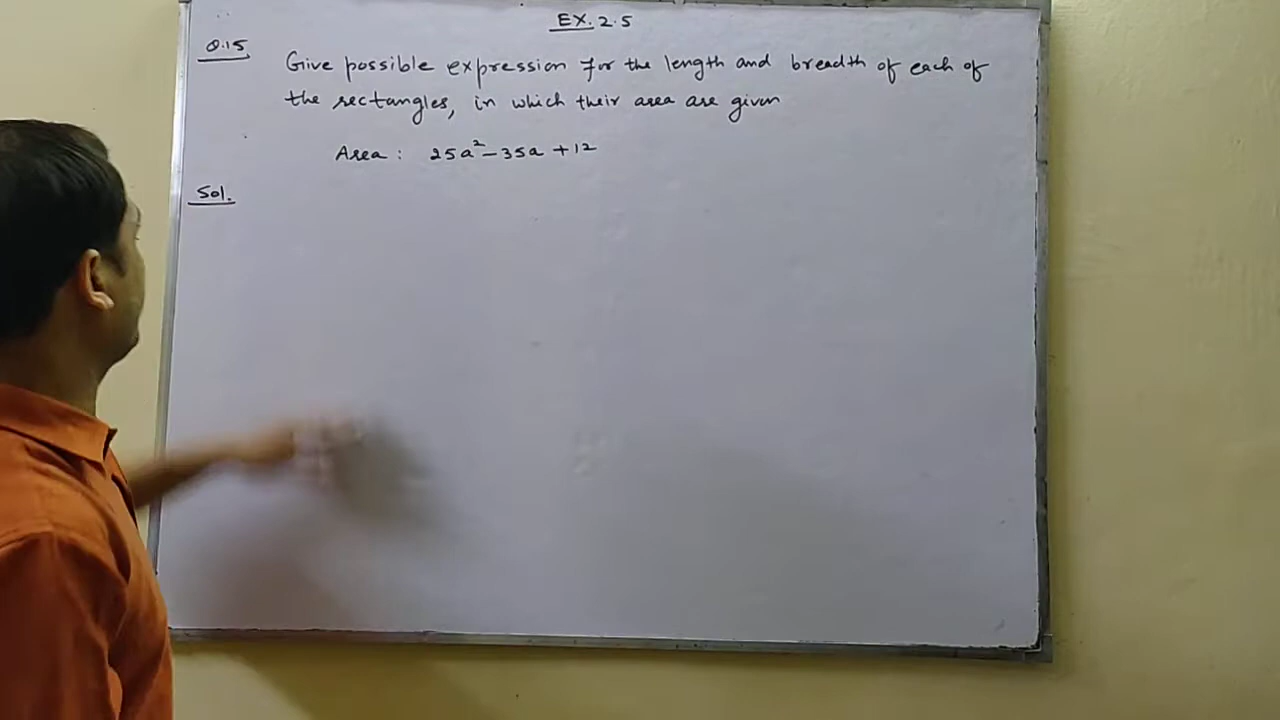 EX. 2.5
Q.15
Give possible expression for the length and breadth of each of
the rectangles, in which their area are given
Area : 25a² - 35a + 12
Sol.